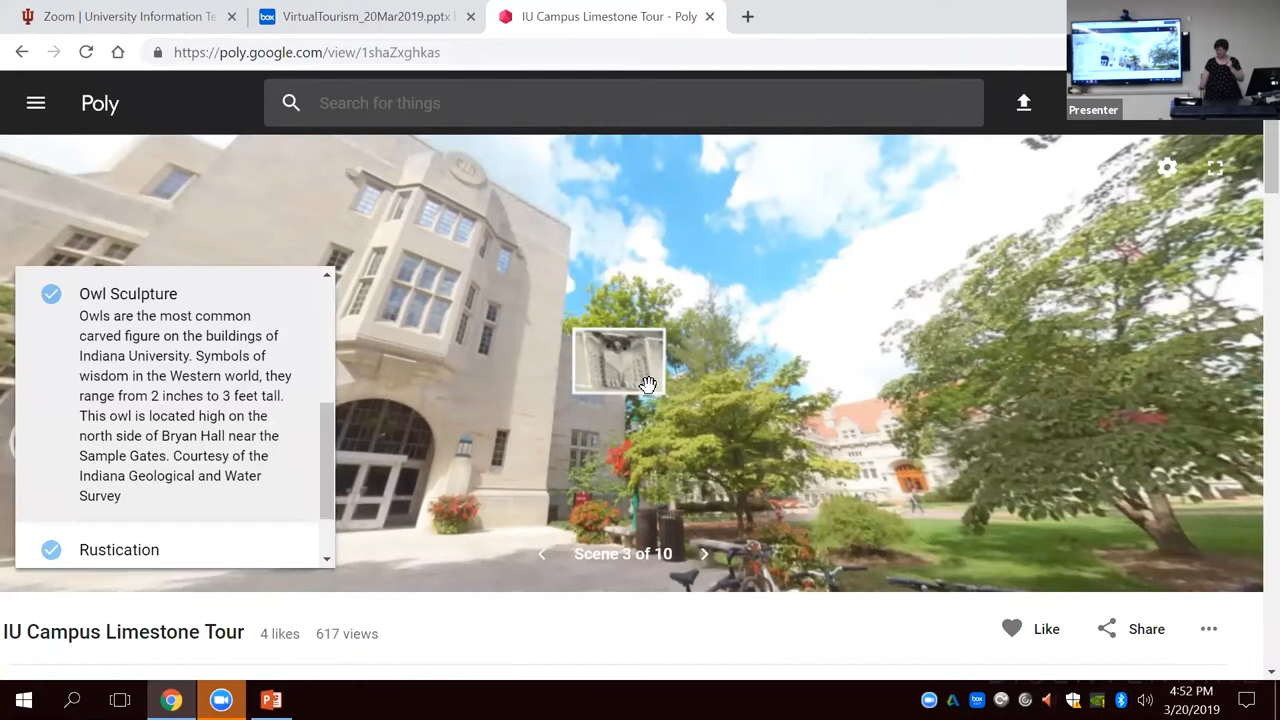 Zoom | University Information Te
box
VirtualTourism_20Mar2019.pptx
IU Campus Limestone Tour - Poly
https://poly.google.com/view/1shaZxghkas
Poly
Search for things
Presenter
Owl Sculpture
Owls are the most common
carved figure on the buildings of
Indiana University. Symbols of
wisdom in the Western world, they
range from 2 inches to 3 feet tall.
This owl is located high on the
north side of Bryan Hall near the
Sample Gates. Courtesy of the
Indiana Geological and Water
Survey
Rustication
Scene 3 of 10
IU Campus Limestone Tour
4 likes
617 views
Like
Share
box
4:52 PM
3/20/2019